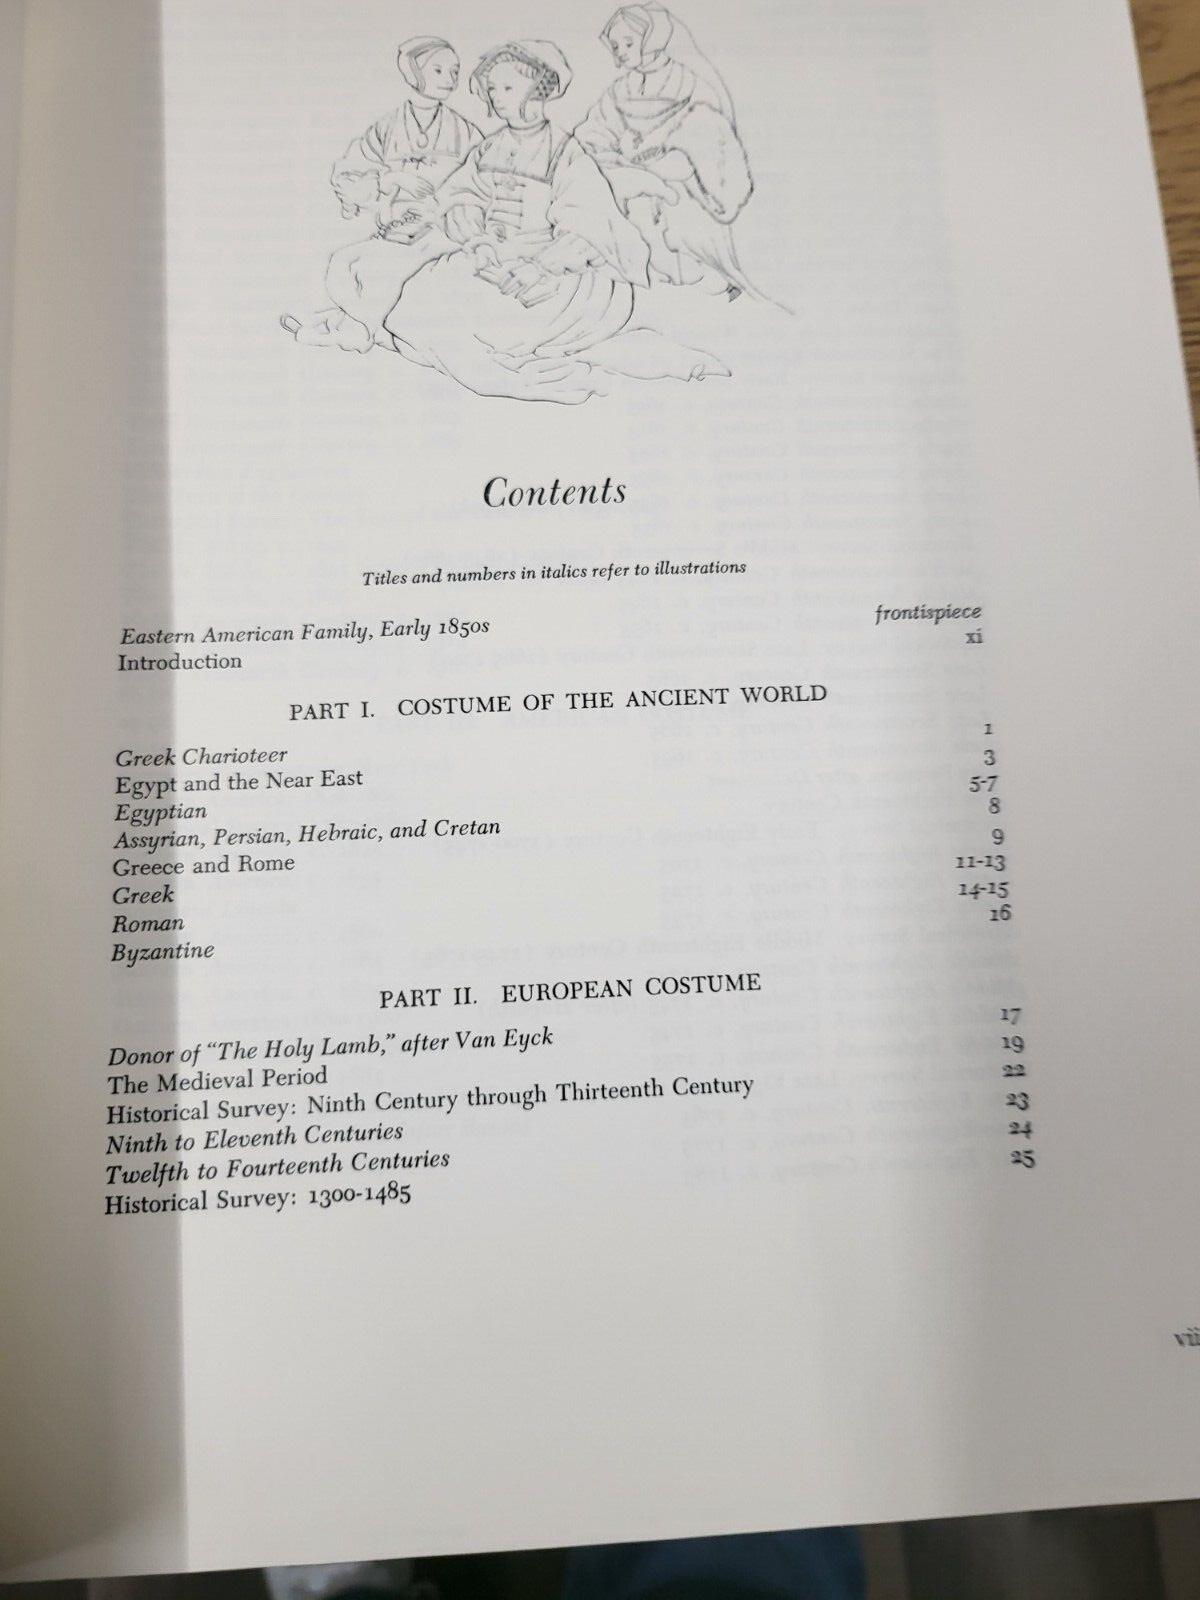 Contents
Titles and numbers in italics refer to illustrations
Eastern American Family, Early 1850s frontispiece
Introduction xi
PART I. COSTUME OF THE ANCIENT WORLD
Greek Charioteer 1
Egypt and the Near East 3
Egyptian 5-7
Assyrian, Persian, Hebraic, and Cretan 8
Greece and Rome 9
Greek 11-13
Roman 14-15
Byzantine 16
PART II. EUROPEAN COSTUME
Donor of "The Holy Lamb," after Van Eyck 17
The Medieval Period 19
Historical Survey: Ninth Century through Thirteenth Century 22
Ninth to Eleventh Centuries 23
Twelfth to Fourteenth Centuries 24
Historical Survey: 1300-1485 25
vii